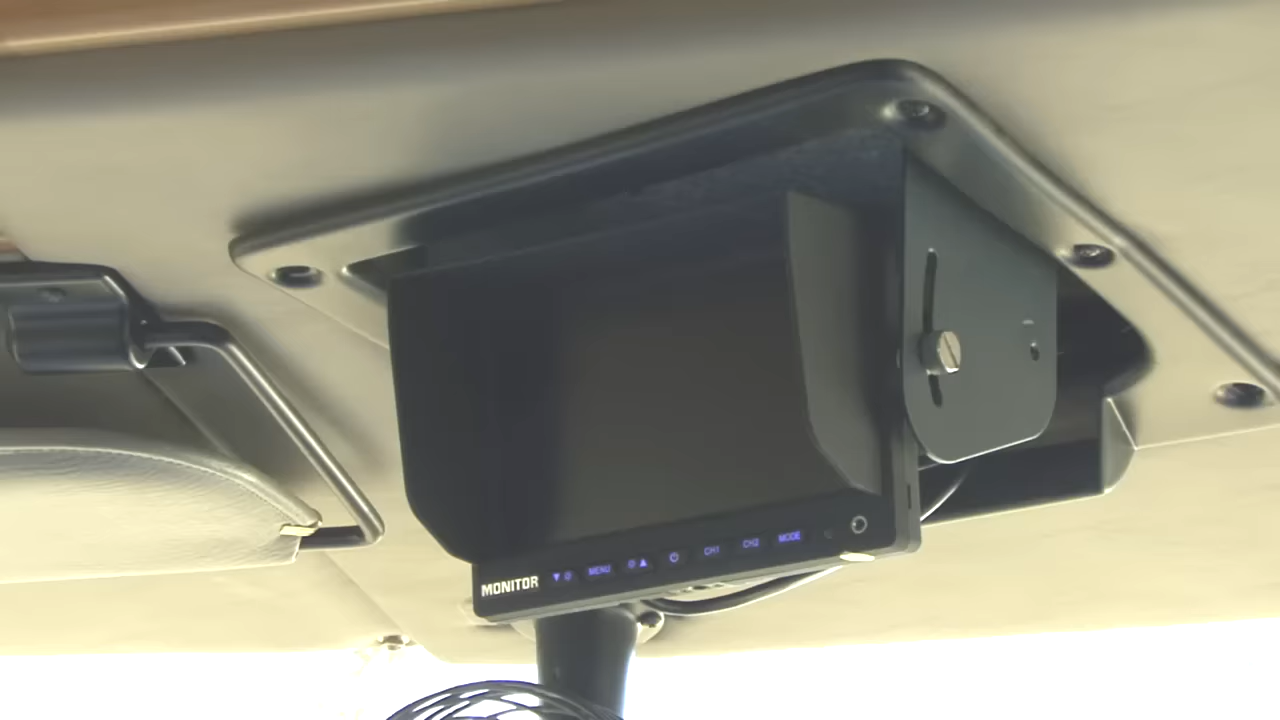 MONITOR ▼ MENU ▲ CH1 CH2 MODE